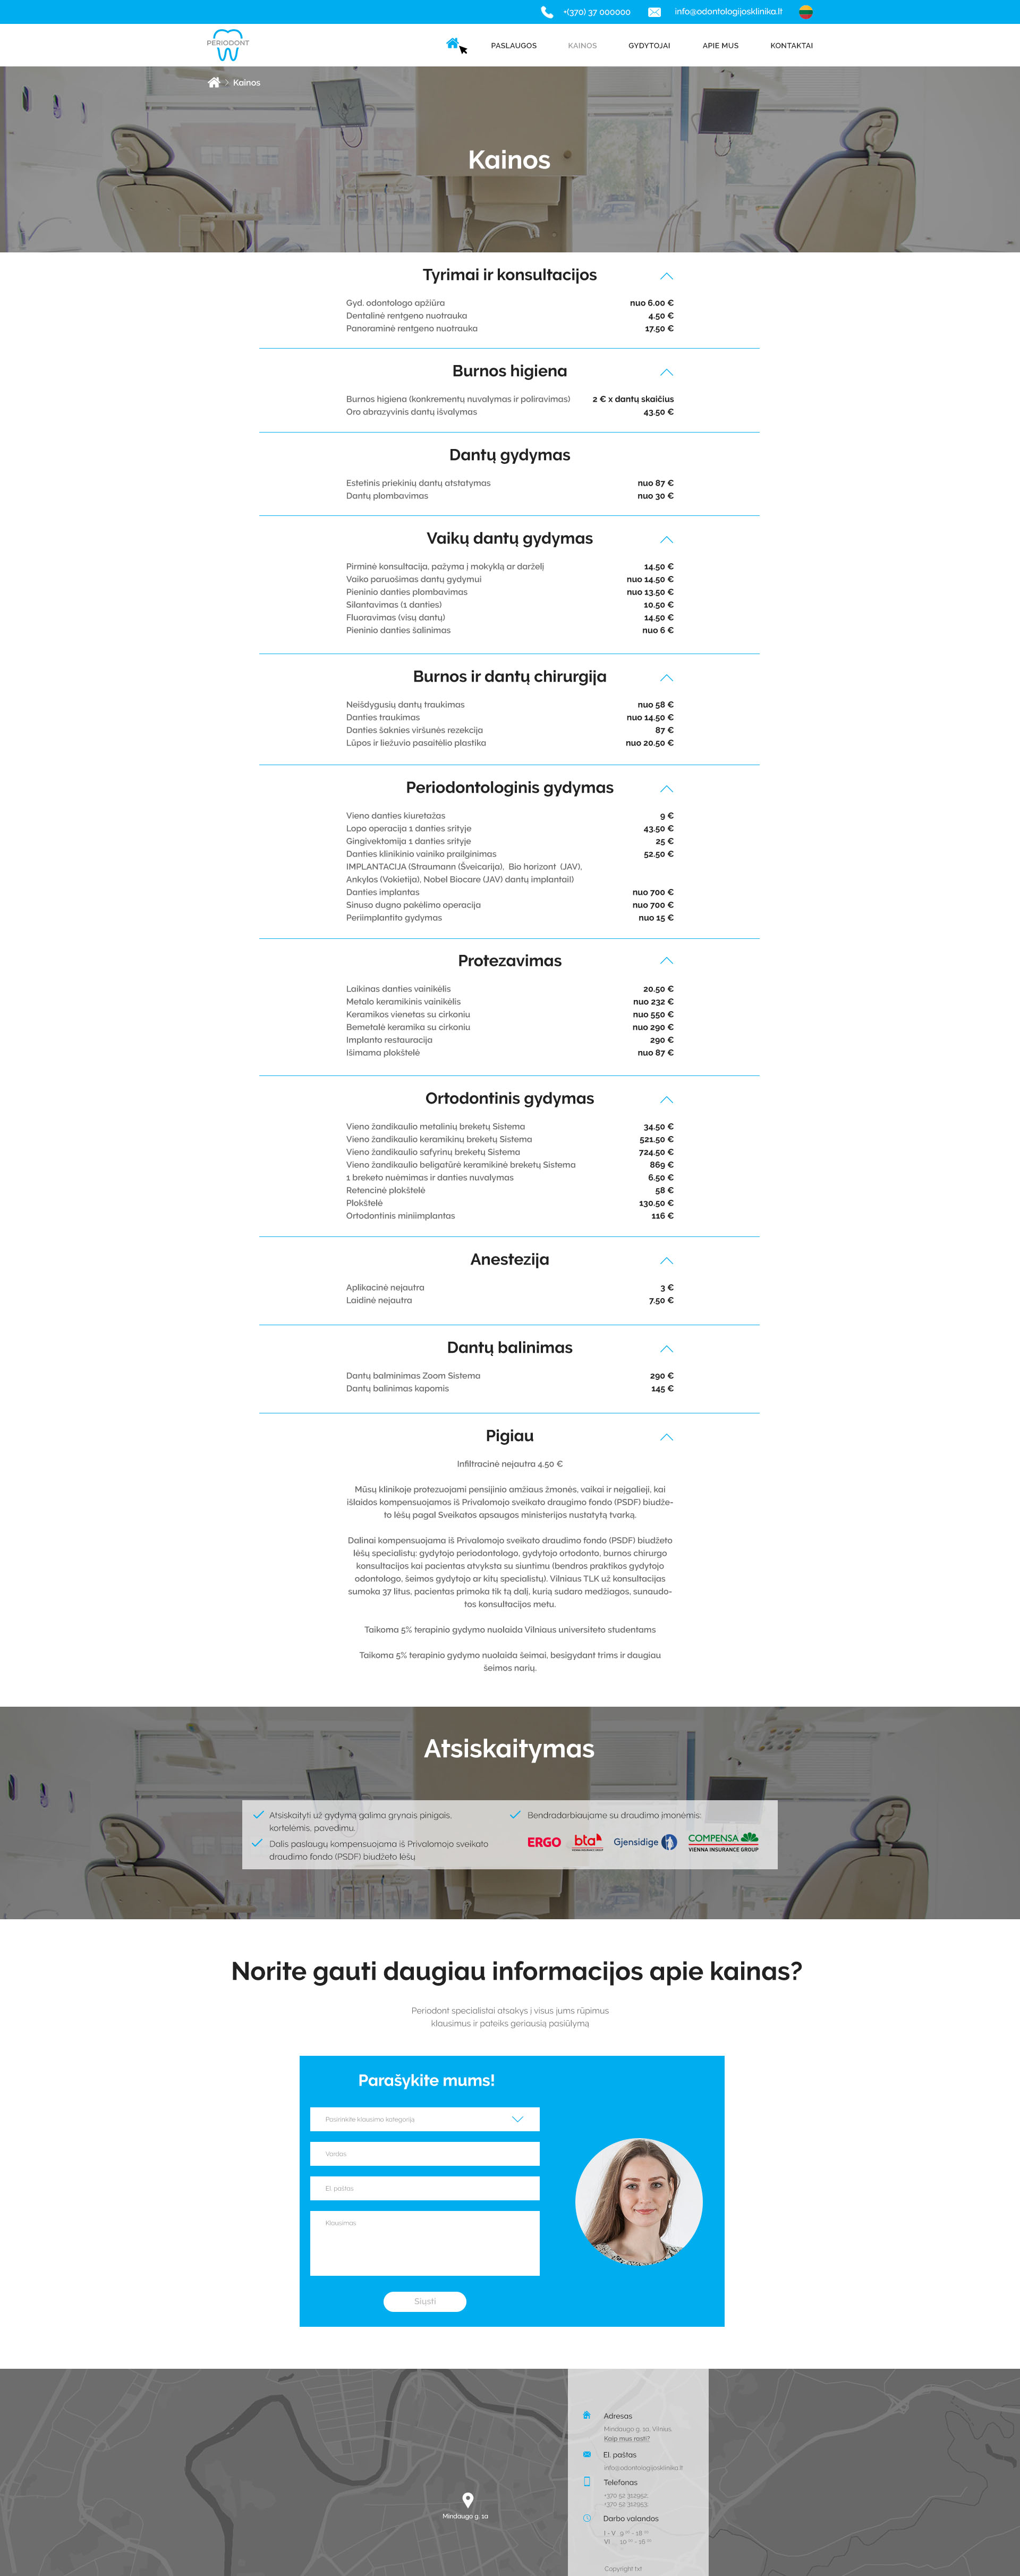 +(370) 37 000000 info@odontologijosklinika.lt
PERIODONT
PASLAUGOS KAINOS GYDYTOJAI APIE MUS KONTAKTAI
Kainos
Kainos
Tyrimai ir konsultacijos
Gyd. odontologo apžiūra nuo 6.00 €
Dentalinė rentgeno nuotrauka 4.50 €
Panoraminė rentgeno nuotrauka 17.50 €
Burnos higiena
Burnos higiena (konkrementų nuvalymas ir poliravimas) 2 € x dantų skaičius
Oro abrazyvinis dantų išvalymas 43.50 €
Dantų gydymas
Estetinis priekinių dantų atstatymas nuo 87 €
Dantų plombavimas nuo 30 €
Vaikų dantų gydymas
Pirminė konsultacija, pažyma į mokyklą ar darželį 14.50 €
Vaiko paruošimas dantų gydymui nuo 14.50 €
Pieninio danties plombavimas nuo 13.50 €
Silantavimas (1 danties) 10.50 €
Fluoravimas (visų dantų) 14.50 €
Pieninio danties šalinimas nuo 6 €
Burnos ir dantų chirurgija
Neišdygusių dantų traukimas nuo 58 €
Danties traukimas nuo 14.50 €
Danties šaknies viršunės rezekcija 87 €
Lūpos ir liežuvio pasaitėlio plastika nuo 20.50 €
Periodontologinis gydymas
Vieno danties kiuretažas 9 €
Lopo operacija 1 danties srityje 43.50 €
Gingivektomija 1 danties srityje 25 €
Danties klinikinio vainiko prailginimas 52.50 €
IMPLANTACIJA (Straumann (Šveicarija), Bio horizont (JAV),
Ankylos (Vokietija), Nobel Biocare (JAV) dantų implantail)
Danties implantas nuo 700 €
Sinuso dugno pakėlimo operacija nuo 700 €
Periimplantito gydymas nuo 15 €
Protezavimas
Laikinas danties vainikėlis 20.50 €
Metalo keramikinis vainikėlis nuo 232 €
Keramikos vienetas su cirkoniu nuo 550 €
Bemetalė keramika su cirkoniu nuo 290 €
Implanto restauracija 290 €
Išimama plokštelė nuo 87 €
Ortodontinis gydymas
Vieno žandikaulio metalinių breketų Sistema 34.50 €
Vieno žandikaulio keramikinų breketų Sistema 521.50 €
Vieno žandikaulio safyrinų breketų Sistema 724.50 €
Vieno žandikaulio beligatūrė keramikinė breketų Sistema 869 €
1 breketo nuėmimas ir danties nuvalymas 6.50 €
Retencinė plokštelė 58 €
Plokštelė 130.50 €
Ortodontinis miniimplantas 116 €
Anestezija
Aplikacinė nejautra 3 €
Laidinė nejautra 7.50 €
Dantų balinimas
Dantų balminimas Zoom Sistema 290 €
Dantų balinimas kapomis 145 €
Pigiau
Infiltracinė nejautra 4.50 €
Mūsų klinikoje protezuojami pensijinio amžiaus žmonės, vaikai ir neįgalieji, kai
išlaidos kompensuojamos iš Privalomojo sveikato draugimo fondo (PSDF) biudže-
to lėšų pagal Sveikatos apsaugos ministerijos nustatytą tvarką.
Dalinai kompensuojama iš Privalomojo sveikato draudimo fondo (PSDF) biudžeto
lėšų specialistų: gydytojo periodontologo, gydytojo ortodonto, burnos chirurgo
konsultacijos kai pacientas atvyksta su siuntimu (bendros praktikos gydytojo
odontologo, šeimos gydytojo ar kitų specialistų). Vilniaus TLK už konsultacijas
sumoka 37 litus, pacientas primoka tik tą dalį, kurią sudaro medžiagos, sunaudo-
tos konsultacijos metu.
Taikoma 5% terapinio gydymo nuolaida Vilniaus universiteto studentams
Taikoma 5% terapinio gydymo nuolaida šeimai, besigydant trims ir daugiau
šeimos narių.
Atsiskaitymas
Atsiskaityti už gydymą galima grynais pinigais,
kortelėmis, pavedimu.
Dalis paslaugų kompensuojama iš Privalomojo sveikato
draudimo fondo (PSDF) biudžeto lėšų
Bendradarbiaujame su draudimo įmonėmis:
ERGO bta Gjensidige COMPENSA
VIENNA INSURANCE GROUP
Norite gauti daugiau informacijos apie kainas?
Periodont specialistai atsakys į visus jums rūpimus
klausimus ir pateiks geriausią pasiūlymą
Parašykite mums!
Pasirinkite klausimo kategoriją
Vardas
El. paštas
Klausimas
Siųsti
Mindaugo g. 1a
Adresas
Mindaugo g. 1a, Vilnius
Kaip mus rasti?
El. paštas
info@odontologijosklinika.lt
Telefonas
+370 52 312952
+370 52 312953
Darbo valandos
I - V 9 00 - 18 00
VI 10 00 - 16 00
Copyright txt